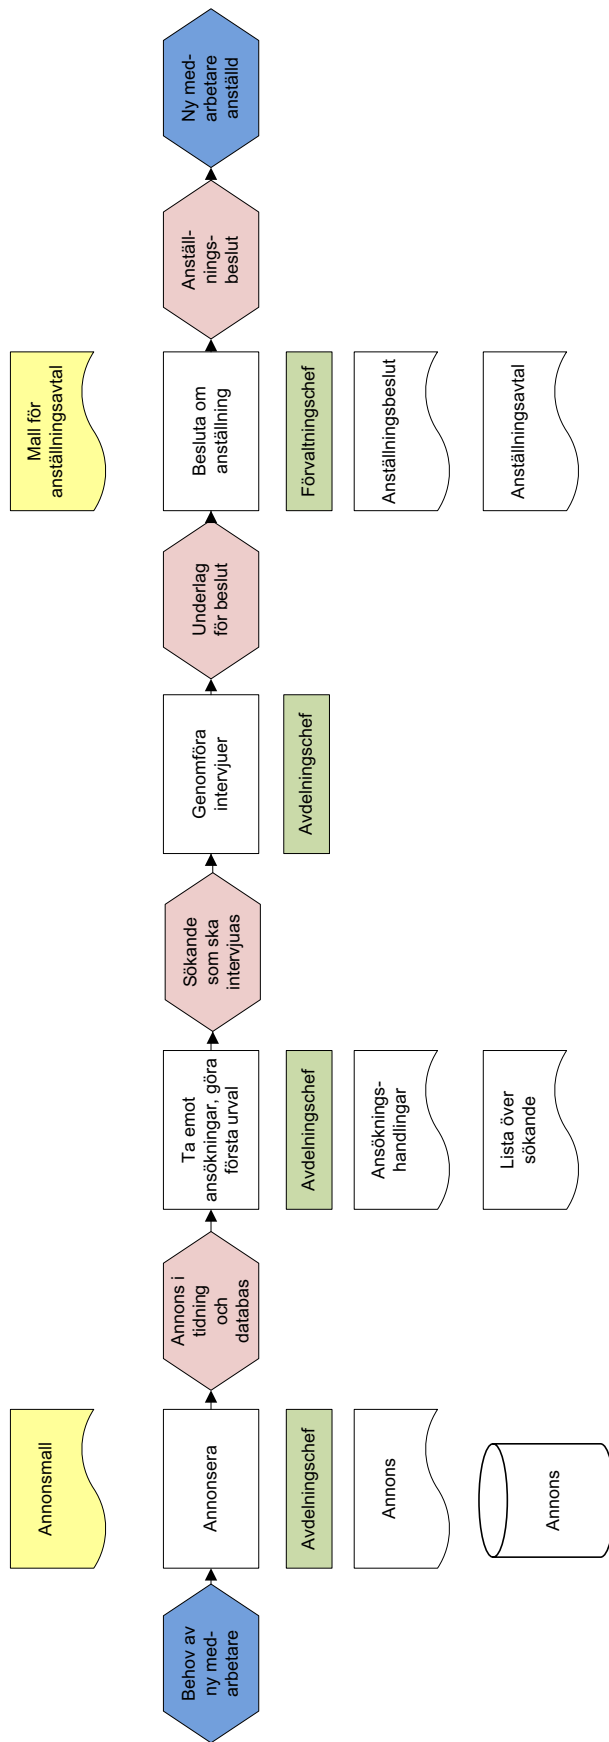 Annonsmall
Mall för
anställningsavtal
Behov av
ny med-
arbetare
Annonsera
Annons i
tidning
och
databas
Ta emot
ansökningar, göra
första urval
Sökande
som ska
intervjuas
Genomföra
intervjuer
Underlag
för beslut
Besluta om
anställning
Anställ-
nings-
beslut
Ny med-
arbetare
anställd
Avdelningschef
Avdelningschef
Avdelningschef
Förvaltningschef
Annons
Ansöknings-
handlingar
Anställningsbeslut
Annons
Lista över
sökande
Anställningsavtal